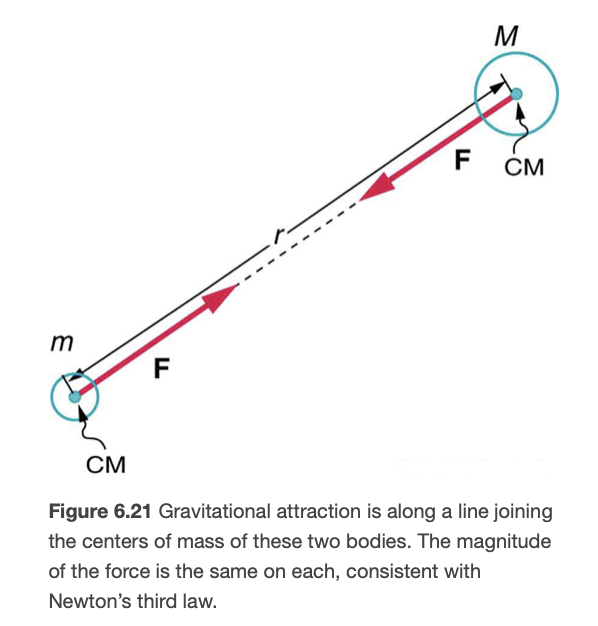 M
F
CM
r
m
F
CM
Figure 6.21 Gravitational attraction is along a line joining
the centers of mass of these two bodies. The magnitude
of the force is the same on each, consistent with
Newton’s third law.